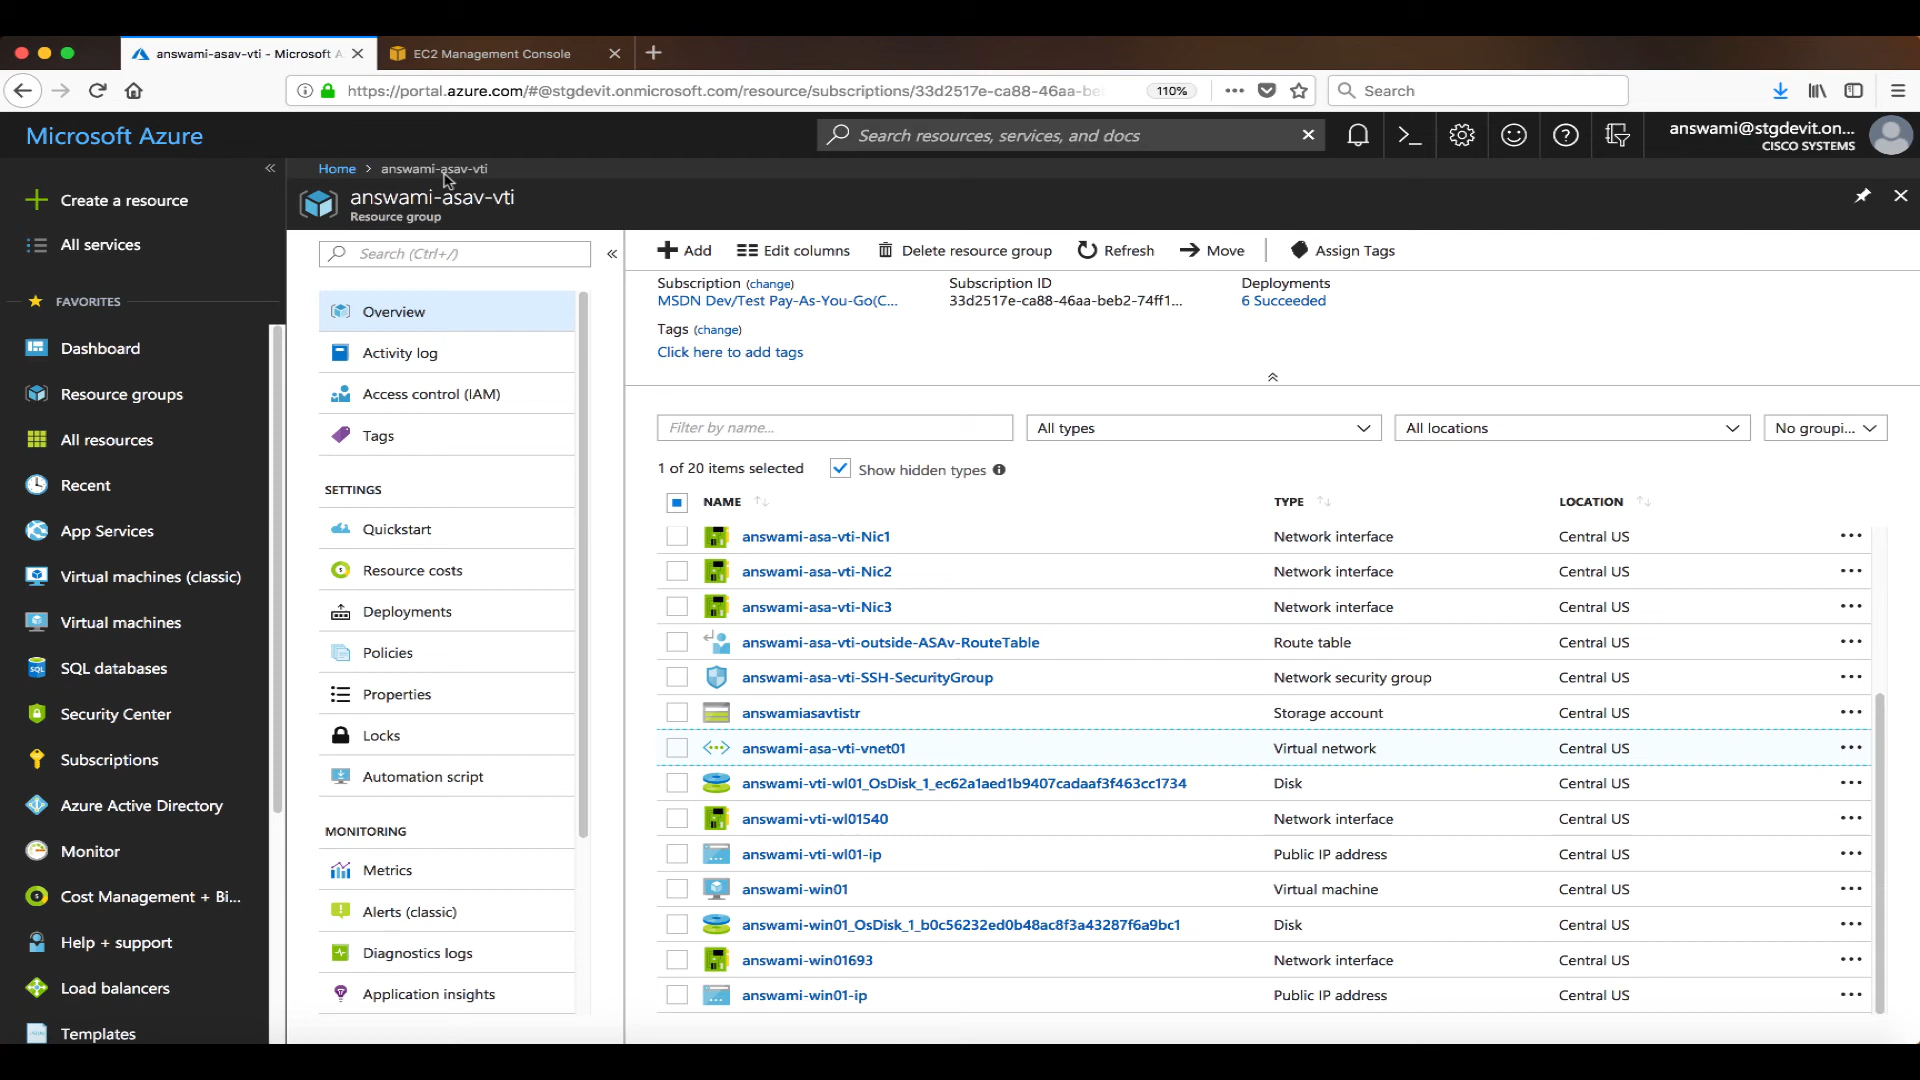 answami-asav-vti - Microsoft A
EC2 Management Console
https://portal.azure.com/#@stgdevit.onmicrosoft.com/resource/subscriptions/33d2517e-ca88-46aa-be
110%
Search
Microsoft Azure
Search resources, services, and docs
answami@stgdevit.on...
CISCO SYSTEMS
Home > answami-asav-vti
answami-asav-vti
Resource group
Create a resource
All services
FAVORITES
Dashboard
Resource groups
All resources
Recent
App Services
Virtual machines (classic)
Virtual machines
SQL databases
Security Center
Subscriptions
Azure Active Directory
Monitor
Cost Management + Bi...
Help + support
Load balancers
Templates
Search (Ctrl+/)
Overview
Activity log
Access control (IAM)
Tags
SETTINGS
Quickstart
Resource costs
Deployments
Policies
Properties
Locks
Automation script
MONITORING
Metrics
Alerts (classic)
Diagnostics logs
Application insights
Add Edit columns Delete resource group Refresh Move Assign Tags
Subscription (change) Subscription ID Deployments
MSDN Dev/Test Pay-As-You-Go(C... 33d2517e-ca88-46aa-beb2-74ff1... 6 Succeeded
Tags (change)
Click here to add tags
Filter by name... All types All locations No groupi...
1 of 20 items selected Show hidden types
NAME TYPE LOCATION
answami-asa-vti-Nic1 Network interface Central US
answami-asa-vti-Nic2 Network interface Central US
answami-asa-vti-Nic3 Network interface Central US
answami-asa-vti-outside-ASAv-RouteTable Route table Central US
answami-asa-vti-SSH-SecurityGroup Network security group Central US
answamiasavtistr Storage account Central US
answami-asa-vti-vnet01 Virtual network Central US
answami-vti-wl01_OsDisk_1_ec62a1aed1b9407cadaaf3f463cc1734 Disk Central US
answami-vti-wl01540 Network interface Central US
answami-vti-wl01-ip Public IP address Central US
answami-win01 Virtual machine Central US
answami-win01_OsDisk_1_b0c56232ed0b48ac8f3a43287f6a9bc1 Disk Central US
answami-win01693 Network interface Central US
answami-win01-ip Public IP address Central US